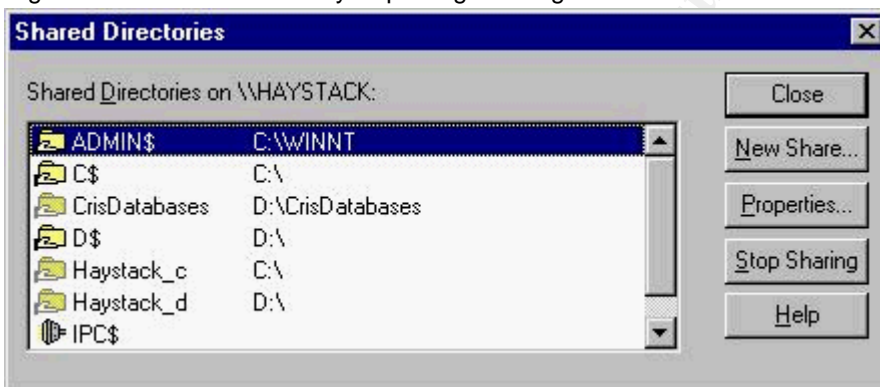 Shared Directories
Shared Directories on \\HAYSTACK:
ADMIN$ C:\WINNT
C$ C:\
CrisDatabases D:\CrisDatabases
D$ D:\
Haystack_c C:\
Haystack_d D:\
IPC$
Close
New Share...
Properties...
Stop Sharing
Help